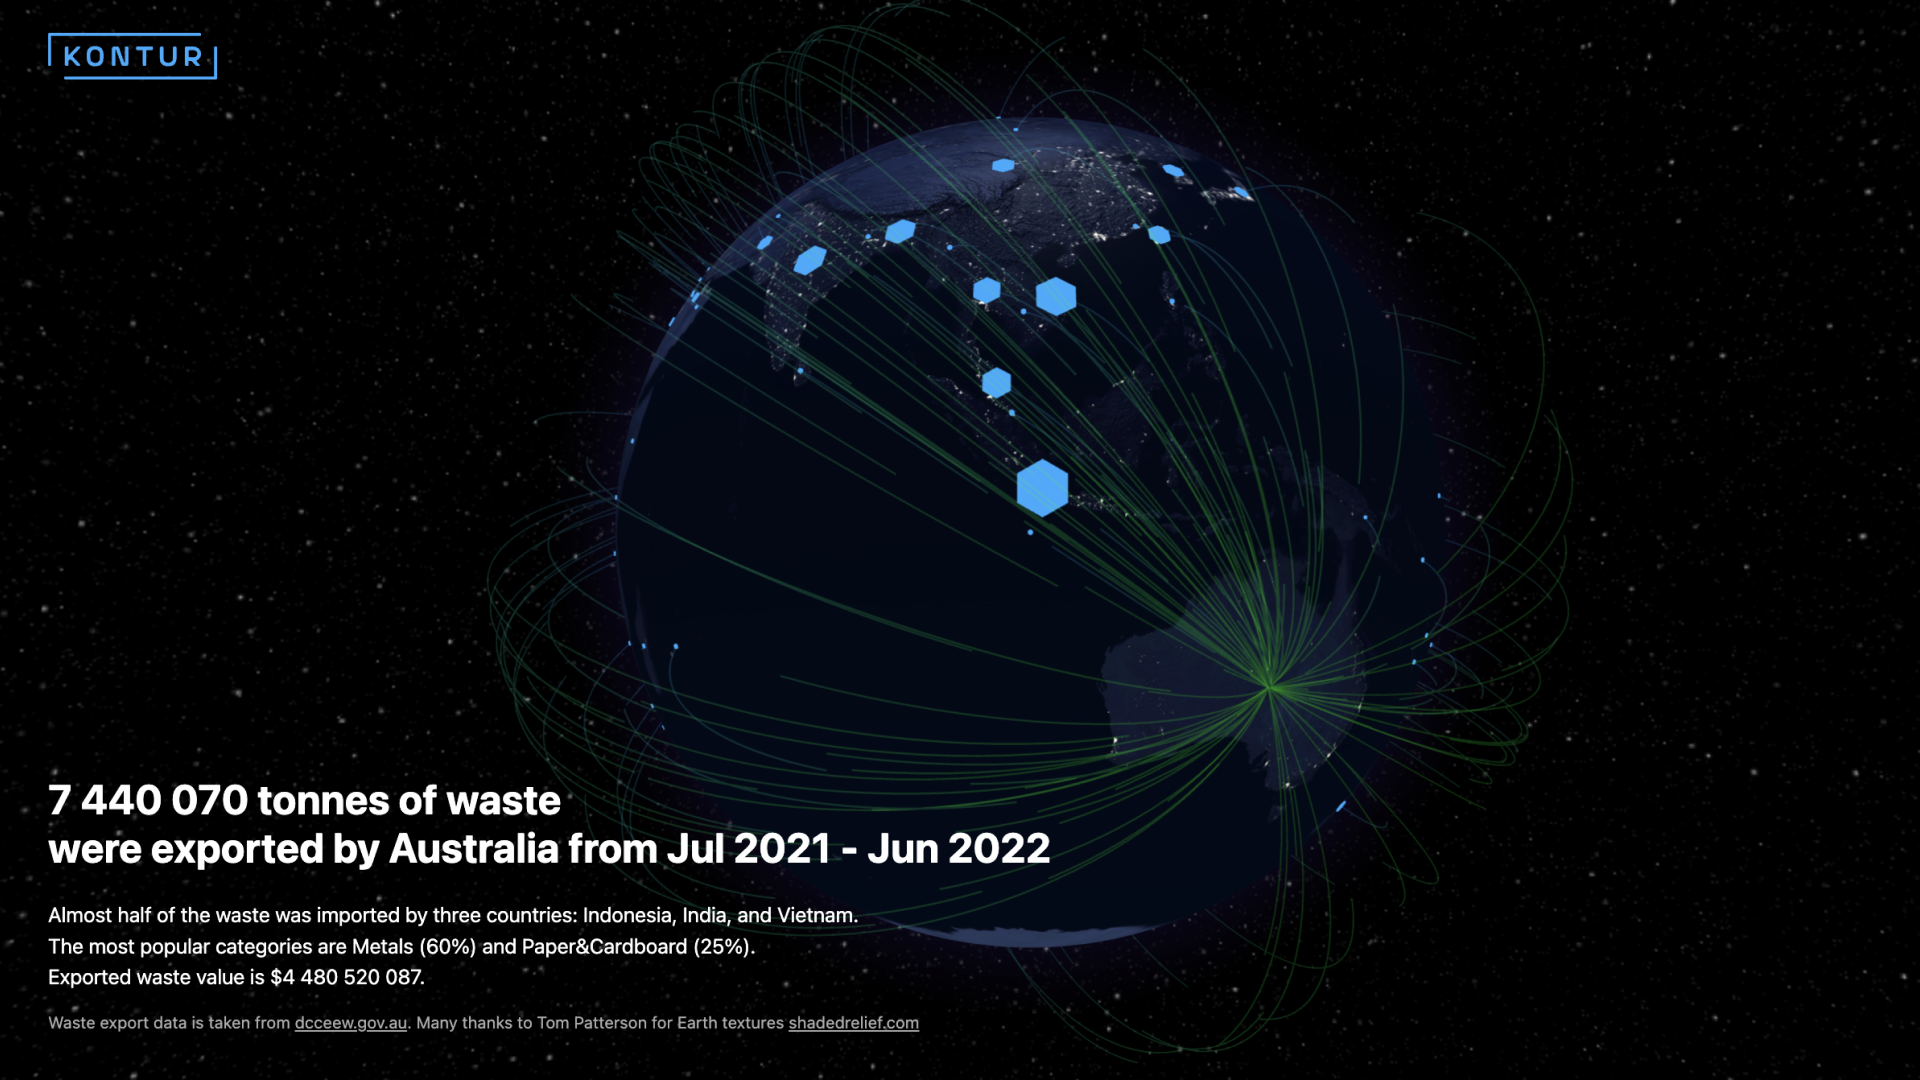 KONTUR
7 440 070 tonnes of waste
were exported by Australia from Jul 2021 - Jun 2022
Almost half of the waste was imported by three countries: Indonesia, India, and Vietnam.
The most popular categories are Metals (60%) and Paper&Cardboard (25%).
Exported waste value is $4 480 520 087.
Waste export data is taken from dcceew.gov.au. Many thanks to Tom Patterson for Earth textures shadedrelief.com